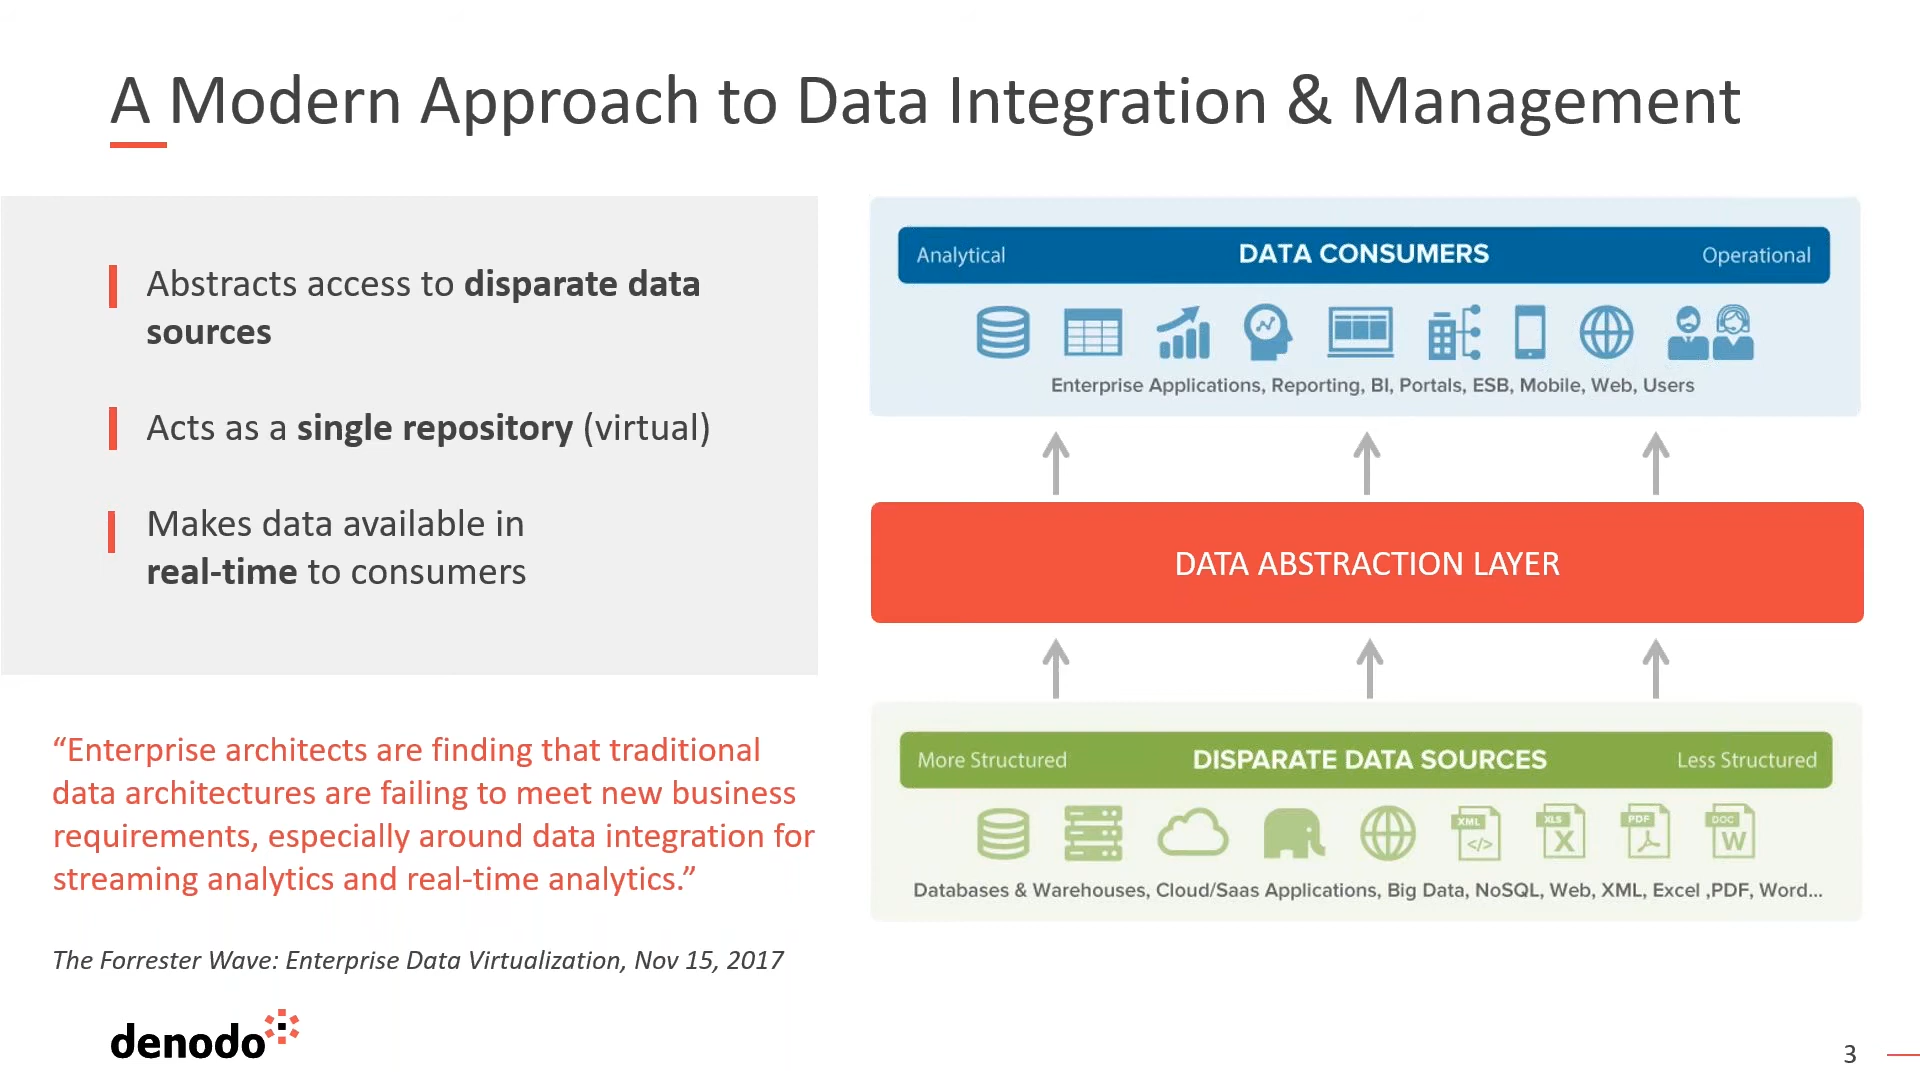 A Modern Approach to Data Integration & Management
Abstracts access to disparate data
sources
Acts as a single repository (virtual)
Makes data available in
real-time to consumers
“Enterprise architects are finding that traditional
data architectures are failing to meet new business
requirements, especially around data integration for
streaming analytics and real-time analytics.”
The Forrester Wave: Enterprise Data Virtualization, Nov 15, 2017
denodo
Analytical DATA CONSUMERS Operational
Enterprise Applications, Reporting, BI, Portals, ESB, Mobile, Web, Users
DATA ABSTRACTION LAYER
More Structured DISPARATE DATA SOURCES Less Structured
XML </> XLS X PDF DOC W
Databases & Warehouses, Cloud/Saas Applications, Big Data, NoSQL, Web, XML, Excel ,PDF, Word...
3